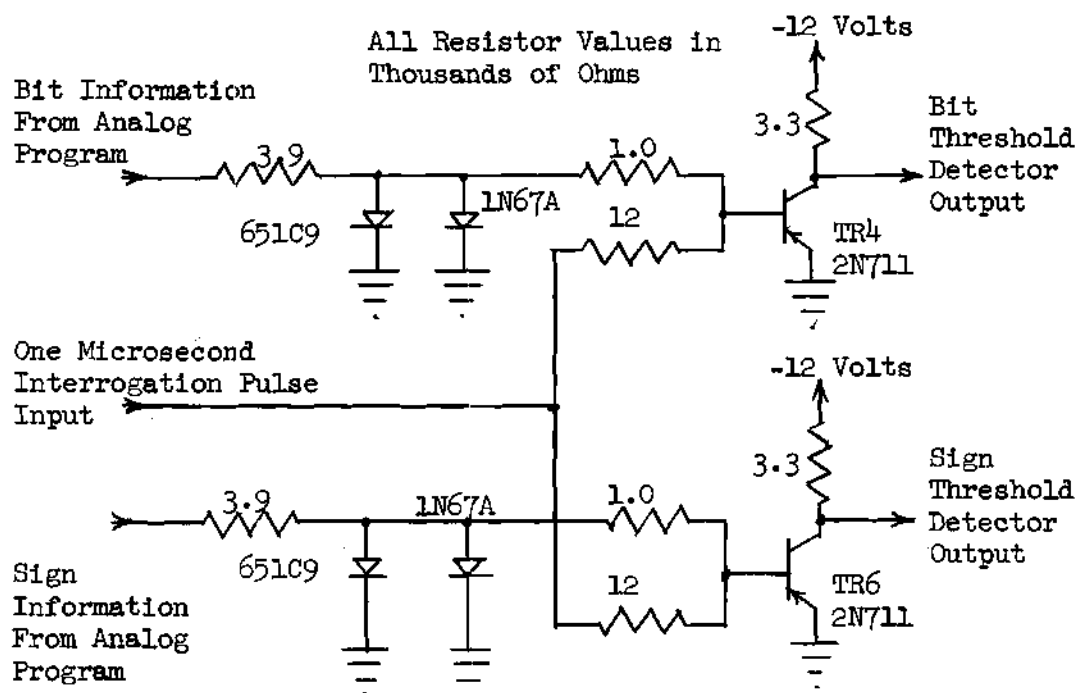 -12 Volts
All Resistor Values in
Thousands of Ohms
Bit Information
From Analog
Program
3.9
1.0
3.3
Bit
Threshold
Detector
Output
651C9
1N67A
12
TR4
2N711
One Microsecond
Interrogation Pulse
Input
-12 Volts
3.9
1N67A
1.0
3.3
Sign
Threshold
Detector
Output
651C9
12
TR6
2N711
Sign
Information
From Analog
Program